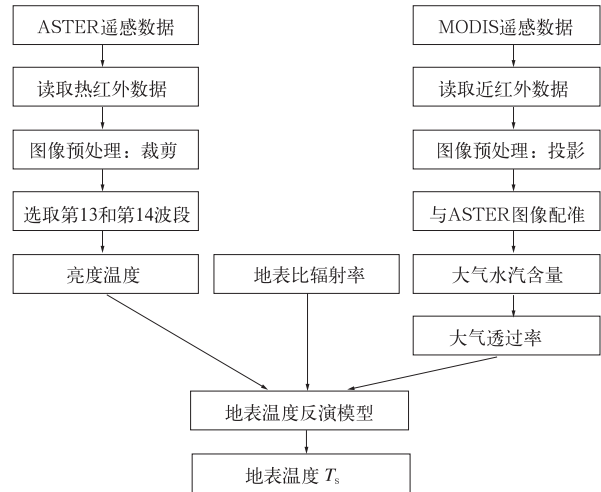 ASTER遥感数据
MODIS遥感数据
读取热红外数据
读取近红外数据
图像预处理：裁剪
图像预处理：投影
选取第13和第14波段
与ASTER图像配准
亮度温度
地表比辐射率
大气水汽含量
大气透过率
地表温度反演模型
地表温度 Ts